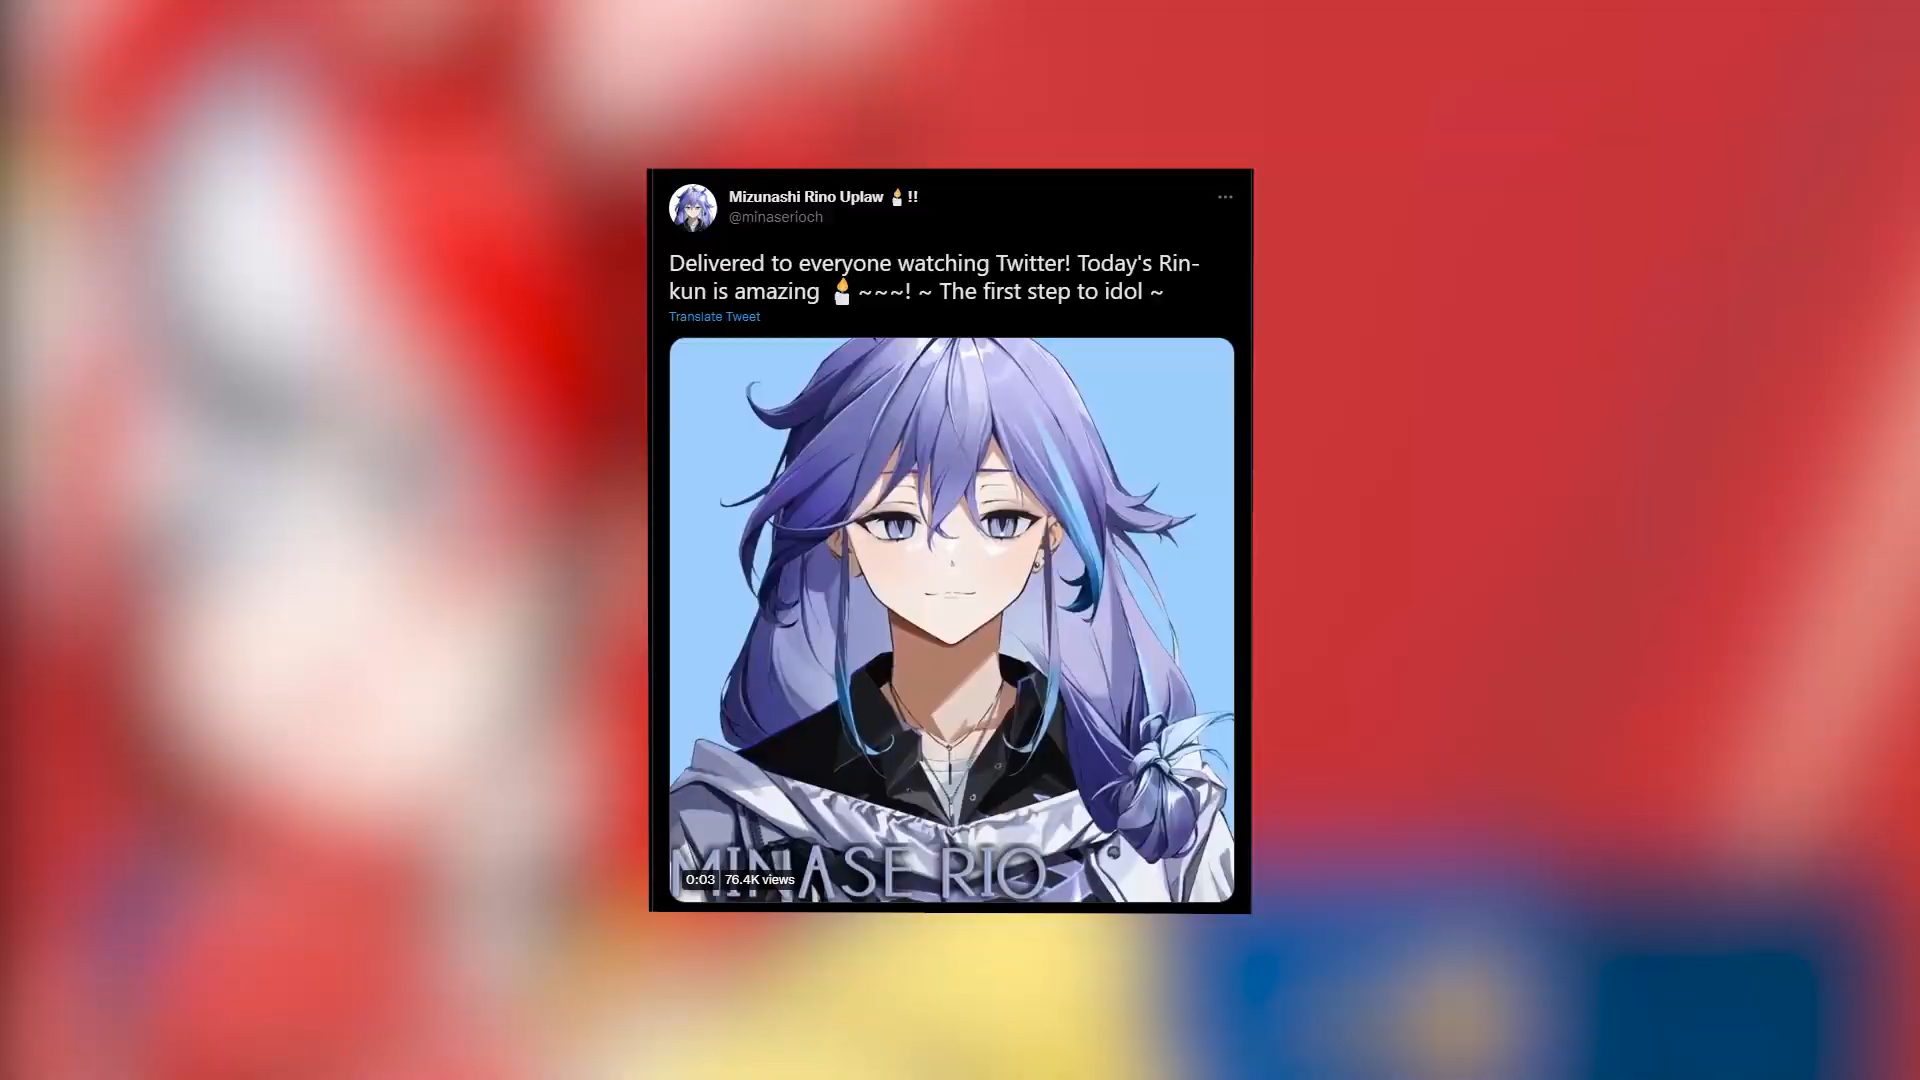 Mizunashi Rino Uplaw 🕯️!!
@minaserioch
Delivered to everyone watching Twitter! Today's Rin-
kun is amazing 🕯️~~~! ~ The first step to idol ~
Translate Tweet
MINASE RIO
0:03 76.4K views